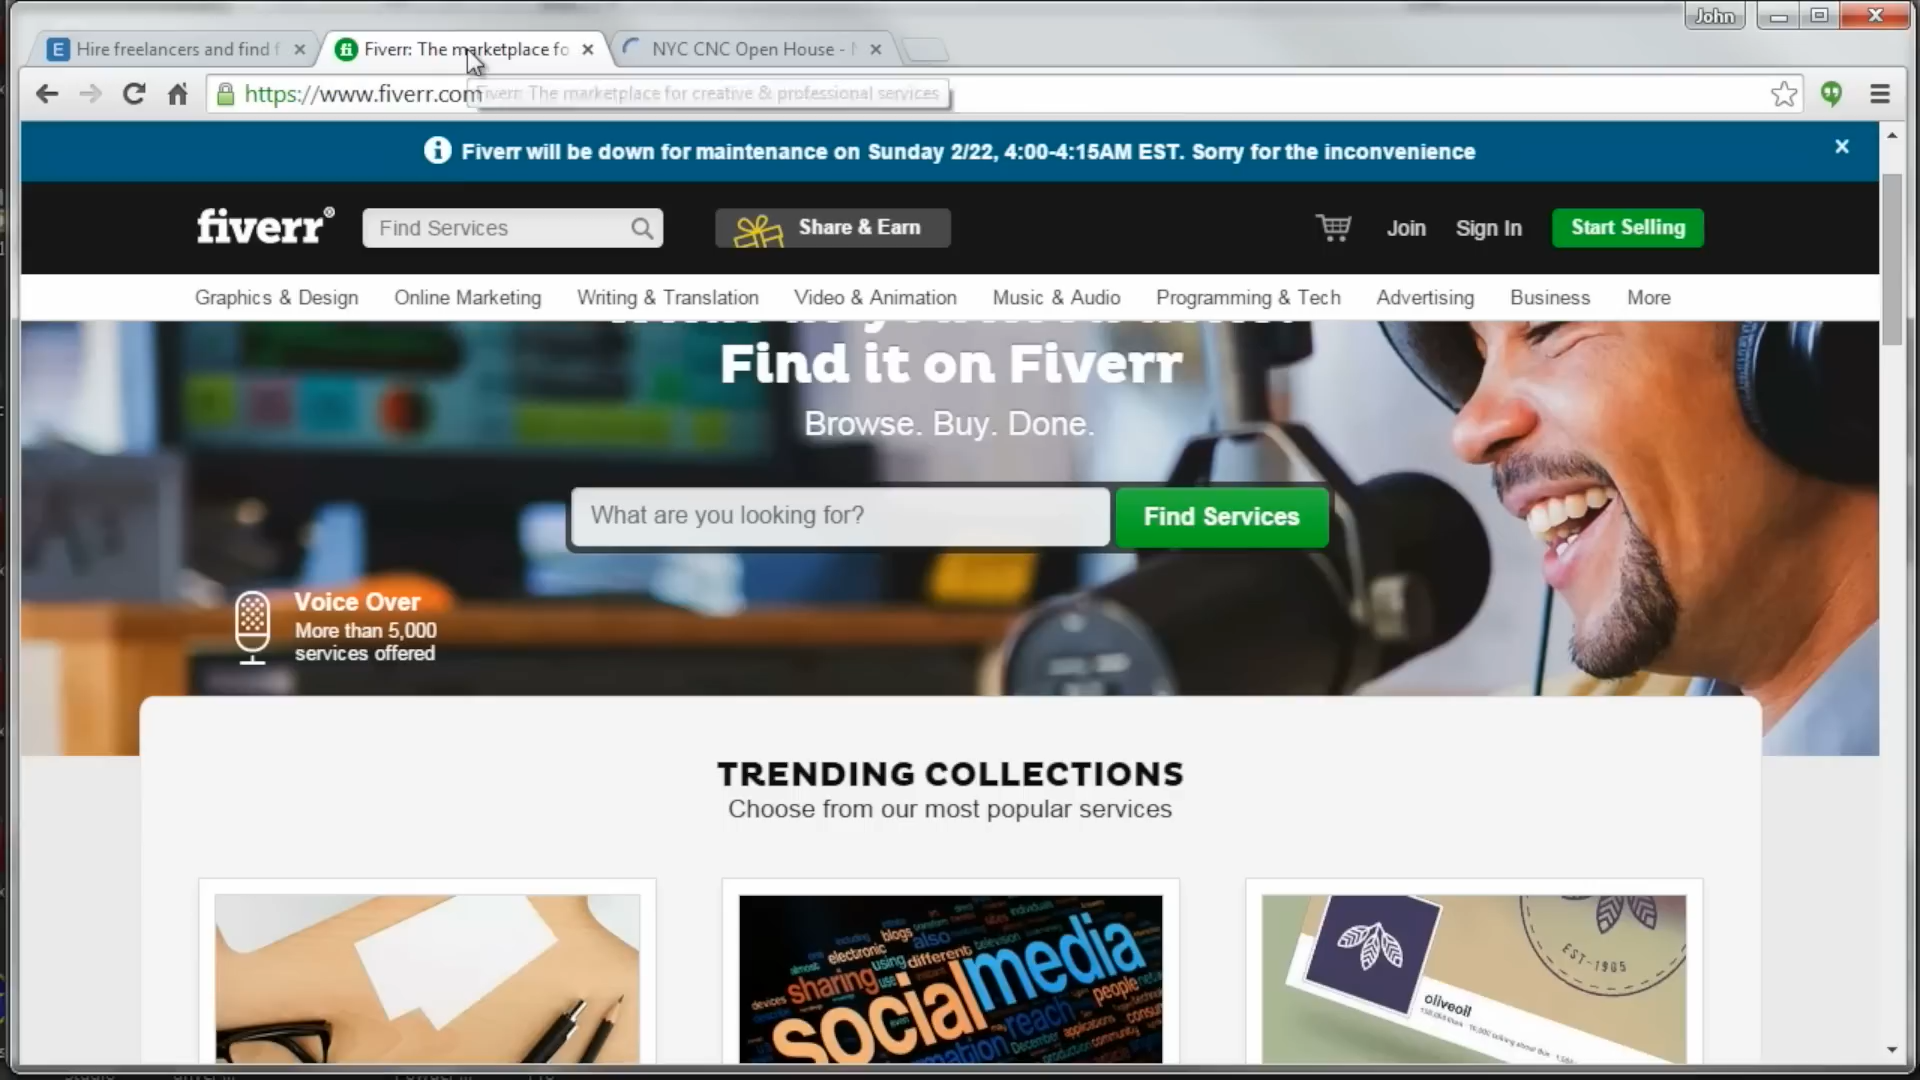 John
Hire freelancers and find f
Fiverr: The marketplace fo
NYC CNC Open House -
https://www.fiverr.com
Fiverr: The marketplace for creative & professional services
Fiverr will be down for maintenance on Sunday 2/22, 4:00-4:15AM EST. Sorry for the inconvenience
fiverr®
Find Services
Share & Earn
Join
Sign In
Start Selling
Graphics & Design
Online Marketing
Writing & Translation
Video & Animation
Music & Audio
Programming & Tech
Advertising
Business
More
Find it on Fiverr
Browse. Buy. Done.
What are you looking for?
Find Services
Voice Over
More than 5,000
services offered
TRENDING COLLECTIONS
Choose from our most popular services
blogs
also
electronic
sharing
using
different
television
social
media
people
reach
December
applications
community
EST-1905
oliveoil